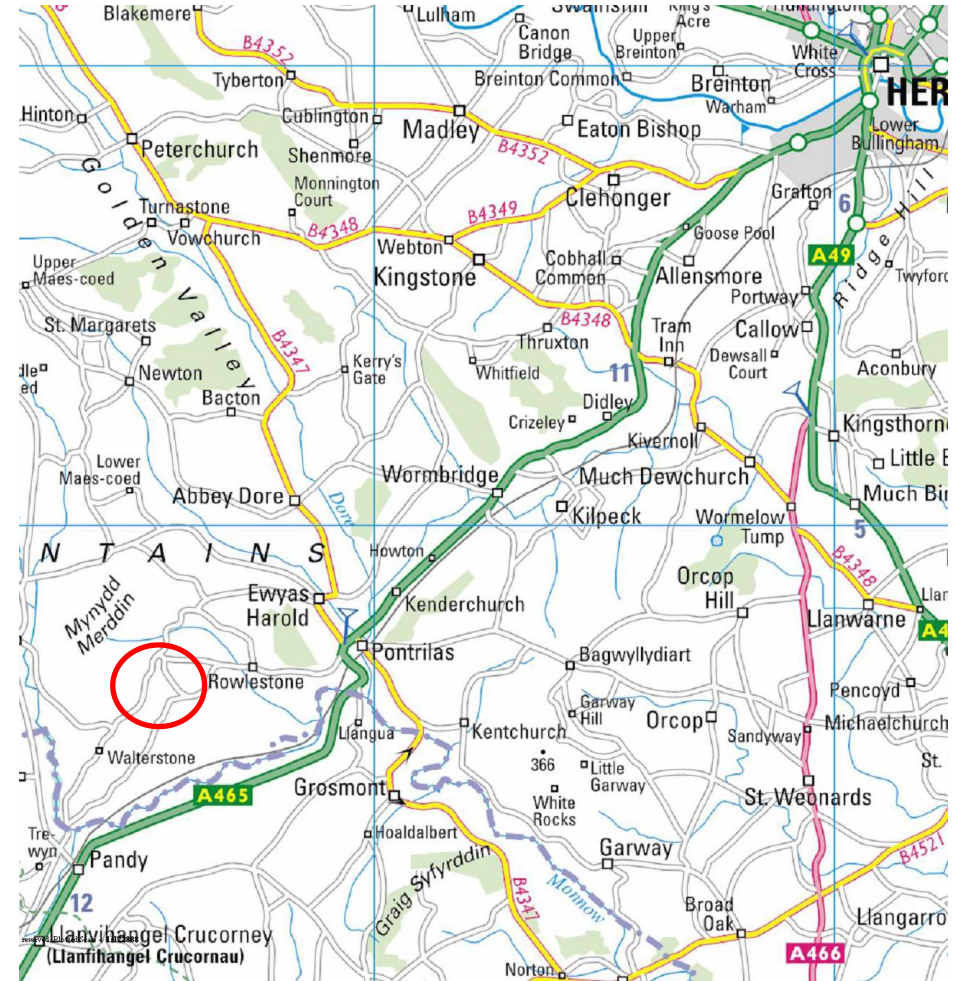 Blakemere
Lulham
Canon
Bridge
Upper
Breinton
King's
Acre
White
Cross
B4352
Tyberton
Breinton Common
Breinton
Warham
HER
Hinton
Cublington
Madley
Eaton Bishop
Lower
Bullingham
Peterchurch
Shenmore
B4352
Golden Valley
Monnington
Court
Clehonger
Grafton
6
Turnastone
Vowchurch
B4348
B4349
Webton
Goose Pool
Ridge Hill
A49
Upper
Maes-coed
Kingstone
Cobhall
Common
Allensmore
Twyford
Portway
St. Margarets
B4347
B4348
Thruxton
Tram
Inn
Callow
Newton
Kerry's
Gate
Whitfield
11
Dewsall
Court
Aconbury
Bacton
Didley
Crizeley
Kivernoll
Kingsthorn
Lower
Maes-coed
Wormbridge
Much Dewchurch
Little B
Abbey Dore
Dore
Kilpeck
Wormelow
Tump
Much Bir
5
NTAINS
Howton
B4348
Mynydd
Merddin
Ewyas
Harold
Kenderchurch
Orcop
Hill
Llanwarne
Llan
A4
Pontrilas
Bagwyllydiart
Rowlestone
Garway
Hill
Orcop
Pencoyd
Walterstone
Llangua
Kentchurch
Sandyway
Michaelchurch
366
Little
Garway
St.
A465
Grosmont
White
Rocks
St. Weonards
Tre-
wyn
Pandy
Hoaldalbert
Garway
B4521
12
Graig Syfyrddin
Monnow
B4347
Broad
Oak
Llangarro
Llanvihangel Crucorney
(Llanfihangel Crucornau)
A466
Norton